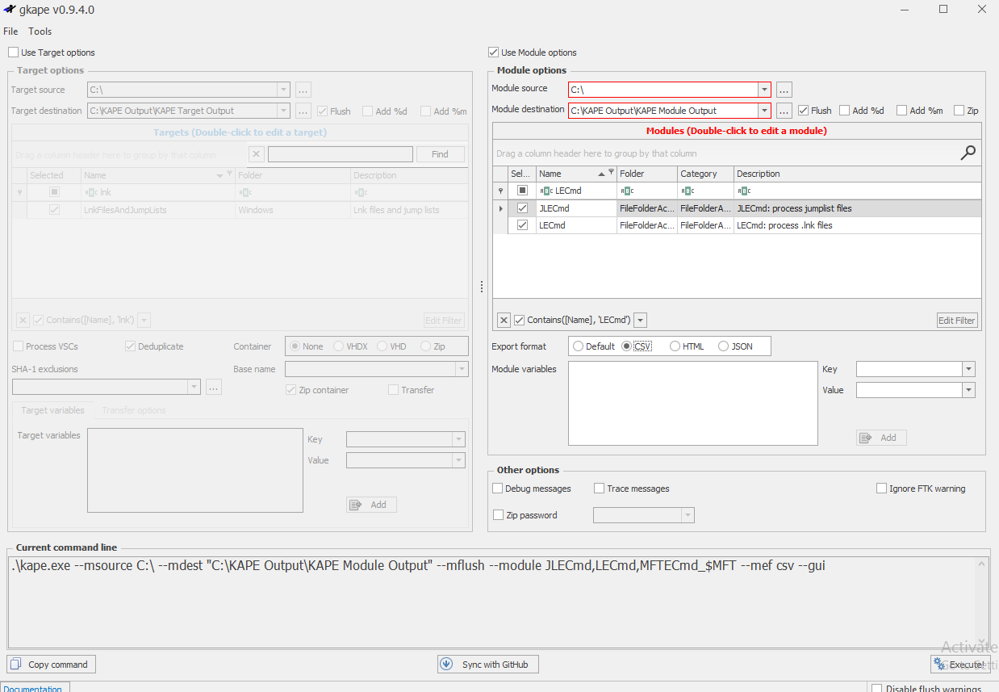 gkape v0.9.4.0
File Tools
Use Target options
Target options
Target source C:\ ...
Target destination C:\KAPE Output\KAPE Target Output ... Flush Add %d Add %m
Targets (Double-click to edit a target)
Drag a column header here to group by that column Find
Selected Name Folder Description
lnk
LnkFilesAndJumpLists Windows Lnk files and jump lists
Contains([Name], 'lnk') Edit Filter
Process VSCs Deduplicate Container None VHDX VHD Zip
SHA-1 exclusions Base name
... Zip container Transfer
Target variables Transfer options
Target variables Key
Value
Add
Use Module options
Module options
Module source C:\ ...
Module destination C:\KAPE Output\KAPE Module Output ... Flush Add %d Add %m Zip
Modules (Double-click to edit a module)
Drag a column header here to group by that column
Sel... Name Folder Category Description
LECmd
JLECmd FileFolderAc... FileFolderA... JLECmd: process jumplist files
LECmd FileFolderAc... FileFolderA... LECmd: process .lnk files
Contains([Name], 'LECmd') Edit Filter
Export format Default CSV HTML JSON
Module variables Key
Value
Add
Other options
Debug messages Trace messages Ignore FTK warning
Zip password
Current command line
.\kape.exe --msource C:\ --mdest "C:\KAPE Output\KAPE Module Output" --mflush --module JLECmd,LECmd,MFTECmd_$MFT --mef csv --gui
Activate
Copy command Sync with GitHub Execute!
Documentation Disable flush warnings